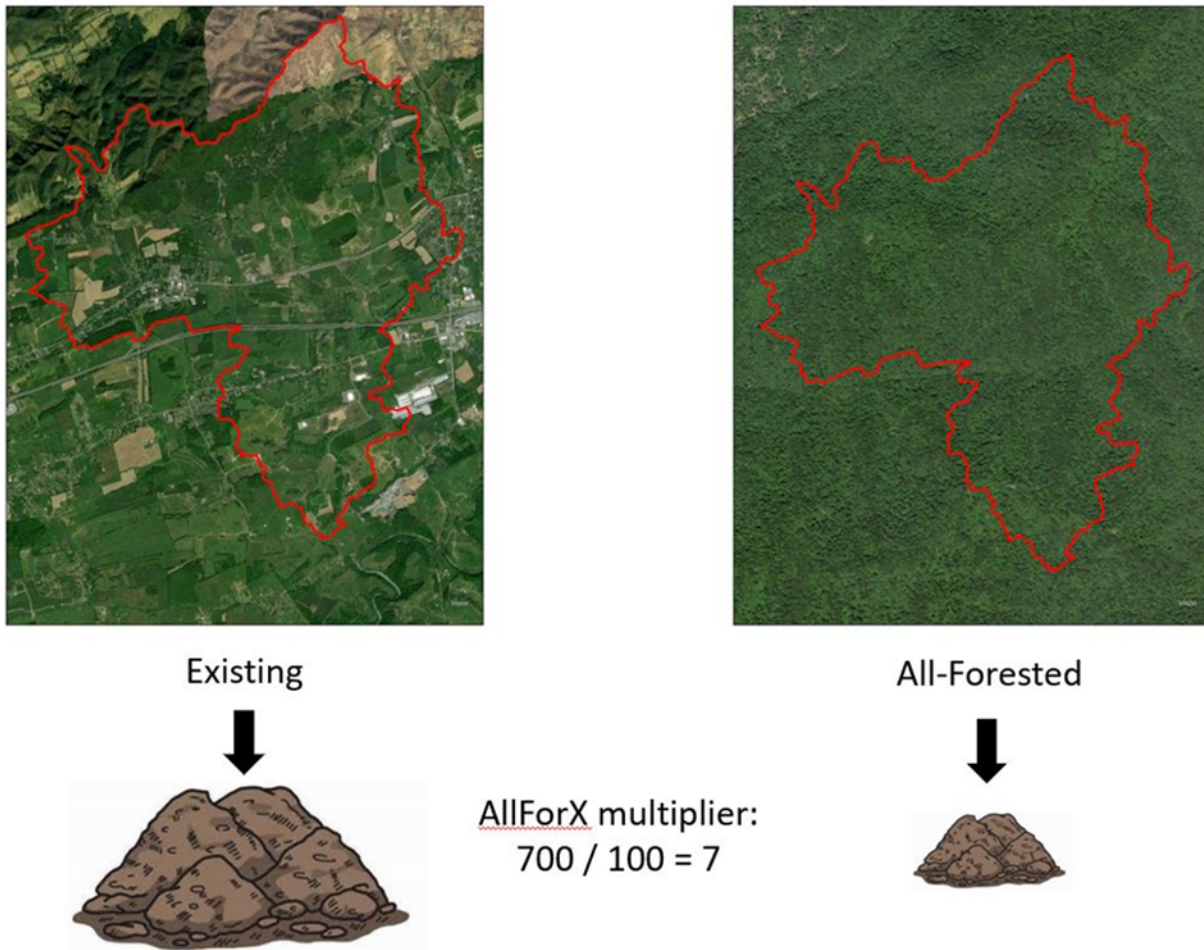 Existing
All-Forested
AllForX multiplier:
700 / 100 = 7